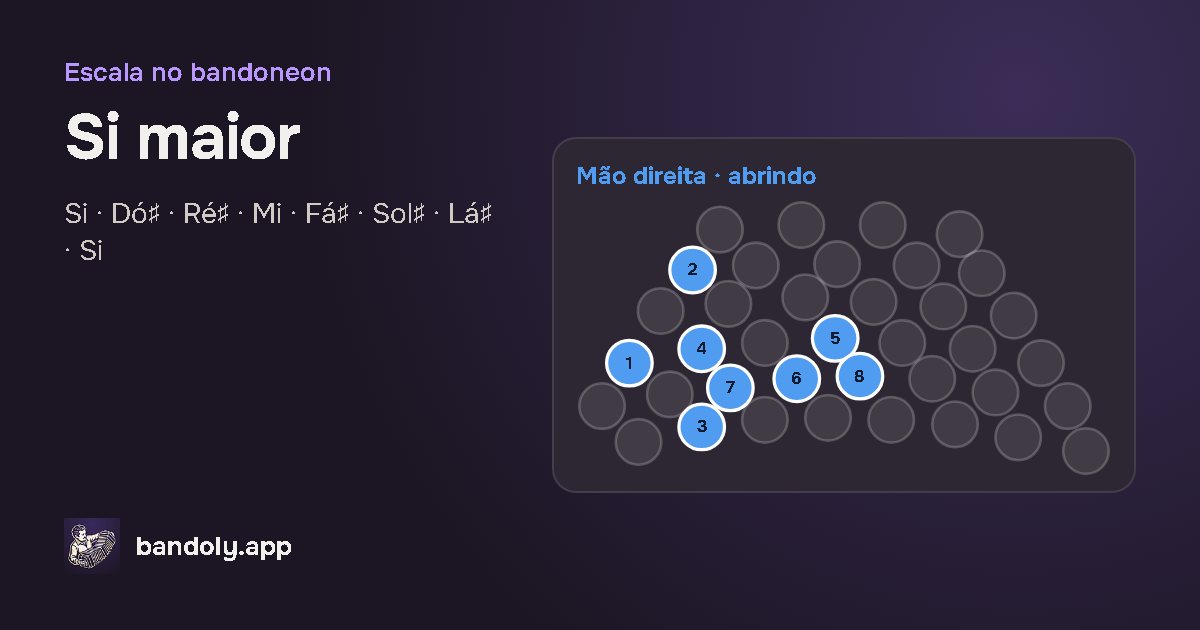 Escala no bandoneon
Si maior
Si · Dó♯ · Ré♯ · Mi · Fá♯ · Sol♯ · Lá♯
· Si
Mão direita · abrindo
2
5
4
1
6
8
7
3
bandoly.app